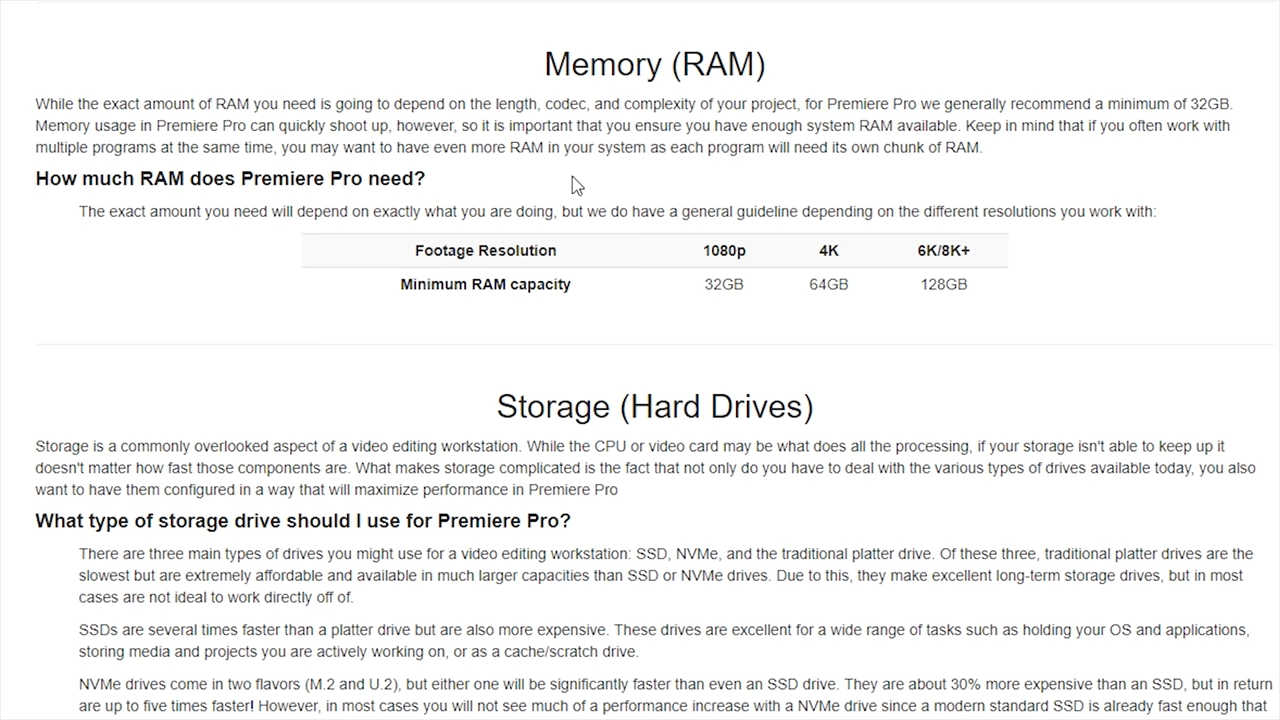 Memory (RAM)
While the exact amount of RAM you need is going to depend on the length, codec, and complexity of your project, for Premiere Pro we generally recommend a minimum of 32GB.
Memory usage in Premiere Pro can quickly shoot up, however, so it is important that you ensure you have enough system RAM available. Keep in mind that if you often work with
multiple programs at the same time, you may want to have even more RAM in your system as each program will need its own chunk of RAM.
How much RAM does Premiere Pro need?
The exact amount you need will depend on exactly what you are doing, but we do have a general guideline depending on the different resolutions you work with:
Footage Resolution 1080p 4K 6K/8K+
Minimum RAM capacity 32GB 64GB 128GB
Storage (Hard Drives)
Storage is a commonly overlooked aspect of a video editing workstation. While the CPU or video card may be what does all the processing, if your storage isn't able to keep up it
doesn't matter how fast those components are. What makes storage complicated is the fact that not only do you have to deal with the various types of drives available today, you also
want to have them configured in a way that will maximize performance in Premiere Pro
What type of storage drive should I use for Premiere Pro?
There are three main types of drives you might use for a video editing workstation: SSD, NVMe, and the traditional platter drive. Of these three, traditional platter drives are the
slowest but are extremely affordable and available in much larger capacities than SSD or NVMe drives. Due to this, they make excellent long-term storage drives, but in most
cases are not ideal to work directly off of.
SSDs are several times faster than a platter drive but are also more expensive. These drives are excellent for a wide range of tasks such as holding your OS and applications,
storing media and projects you are actively working on, or as a cache/scratch drive.
NVMe drives come in two flavors (M.2 and U.2), but either one will be significantly faster than even an SSD drive. They are about 30% more expensive than an SSD, but in return
are up to five times faster! However, in most cases you will not see much of a performance increase with a NVMe drive since a modern standard SSD is already fast enough that